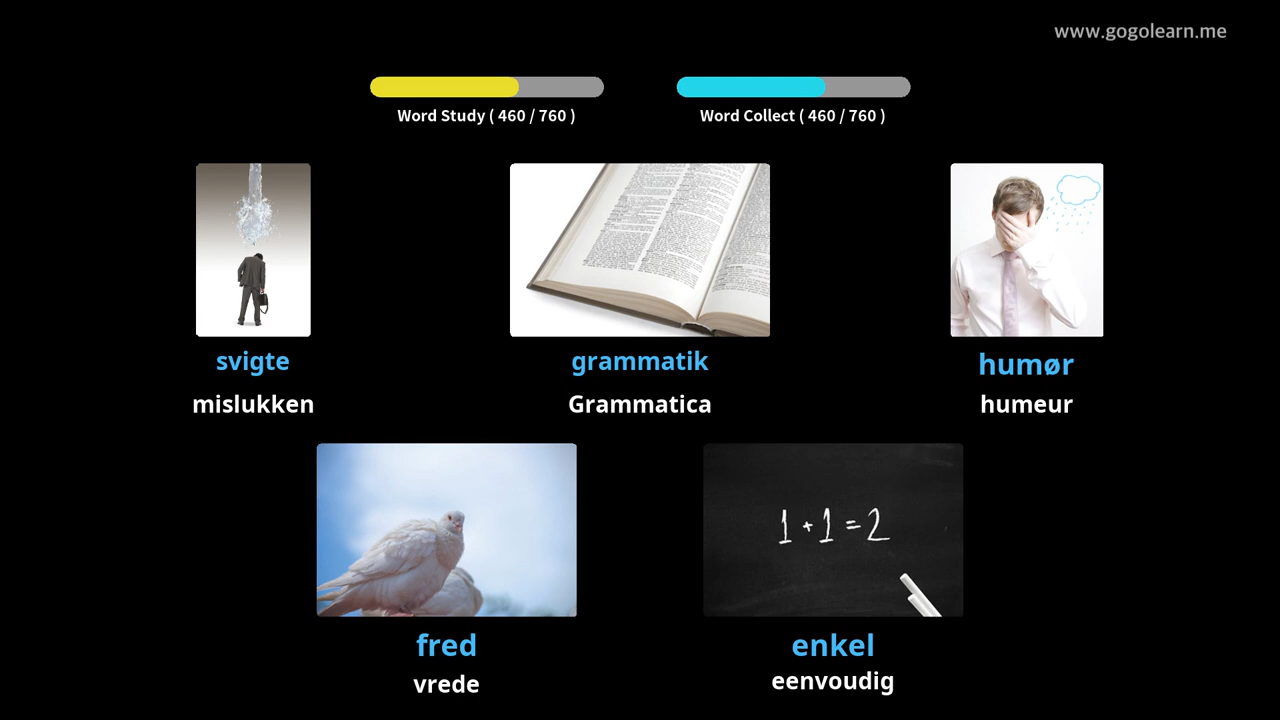 www.gogolearn.me
Word Study ( 460 / 760 )
Word Collect ( 460 / 760 )
svigte
mislukken
grammatik
Grammatica
humør
humeur
1 + 1 = 2
fred
vrede
enkel
eenvoudig